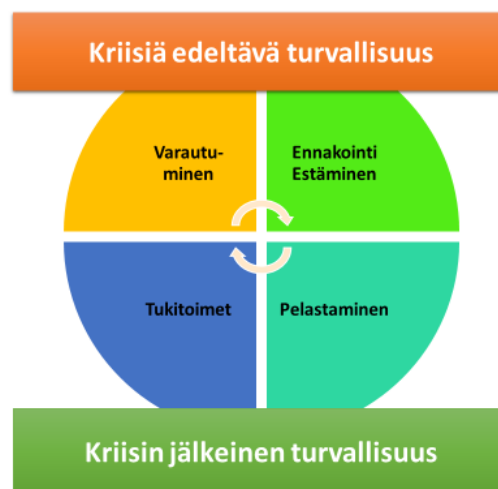 Kriisiä edeltävä turvallisuus
Varautu-
minen
Ennakointi
Estäminen
Tukitoimet
Pelastaminen
Kriisin jälkeinen turvallisuus